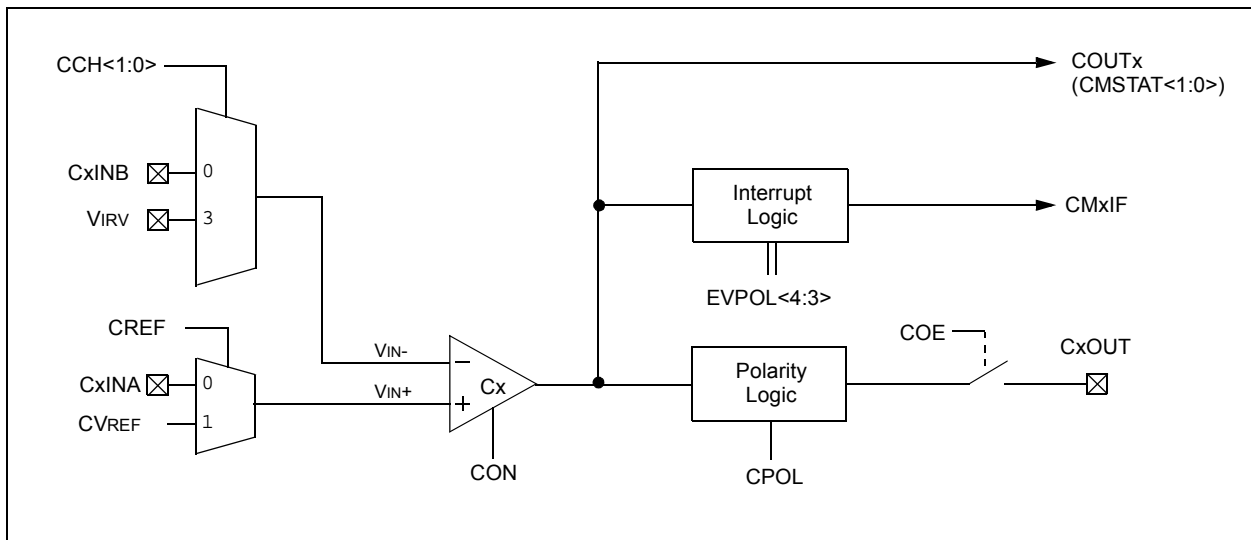 CCH<1:0>
COUTx
(CMSTAT<1:0>)
CxINB
0
VIRV
3
Interrupt
Logic
CMxIF
EVPOL<4:3>
CREF
CxINA
0
CVREF
1
VIN-
VIN+
−
+
Cx
CON
Polarity
Logic
CPOL
COE
CxOUT